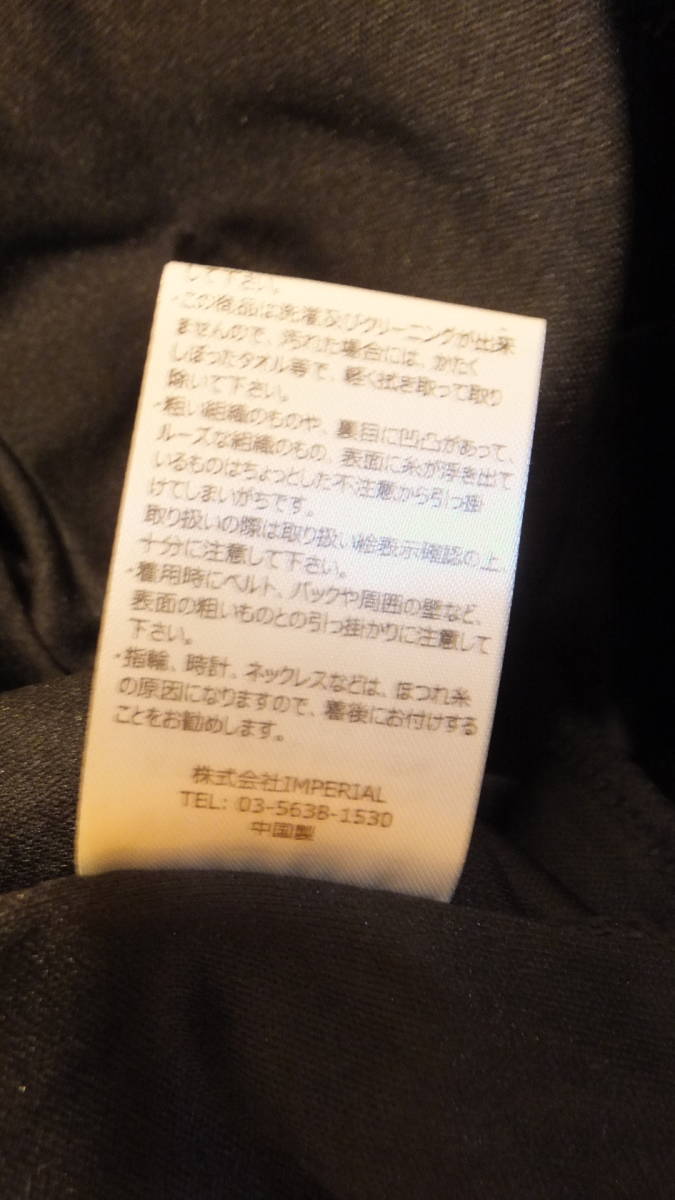 して下さい。
・この商品は洗濯及びクリーニングが出来
ませんので、汚れた場合には、かたく
しぼったタオル等で、軽く拭き取って取り
除いて下さい。
・粗い組織のものや、裏目に凹凸があって、
ルーズな組織のもの、表面に糸が浮き出て
いるものはちょっとした不注意から引っ掛
けてしまいがちです。
取り扱いの際は取り扱い絵表示確認の上、
十分に注意して下さい。
・着用時にベルト、バックや周囲の壁など、
表面の粗いものとの引っ掛かりに注意して
下さい。
・指輪、時計、ネックレスなどは、ほつれ糸
の原因になりますので、着後にお付けする
ことをお勧めします。
株式会社IMPERIAL
TEL: 03-5638-1530
中国製